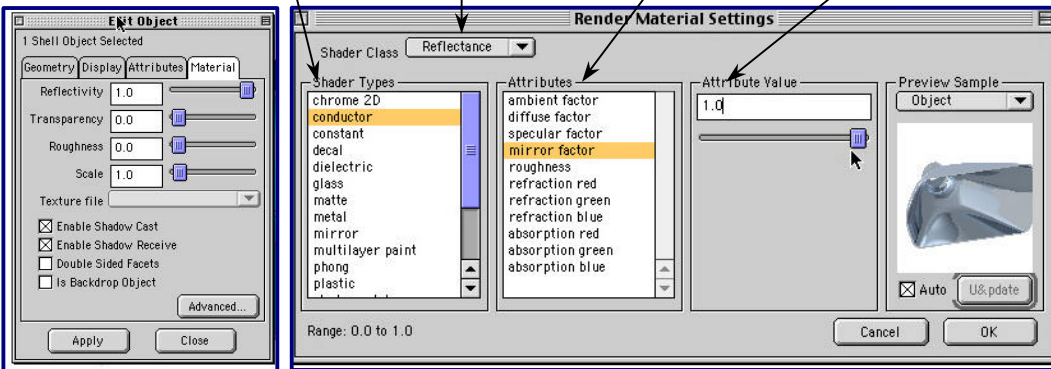 Edit Object
1 Shell Object Selected
Geometry Display Attributes Material
Reflectivity 1.0
Transparency 0.0
Roughness 0.0
Scale 1.0
Texture file
Enable Shadow Cast
Enable Shadow Receive
Double Sided Facets
Is Backdrop Object
Advanced...
Apply Close
Render Material Settings
Shader Class Reflectance
Shader Types
chrome 2D
conductor
constant
decal
dielectric
glass
matte
metal
mirror
multilayer paint
phong
plastic
Attributes
ambient factor
diffuse factor
specular factor
mirror factor
roughness
refraction red
refraction green
refraction blue
absorption red
absorption green
absorption blue
Attribute Value
1.0
Preview Sample
Object
Auto U&pdate
Range: 0.0 to 1.0
Cancel OK